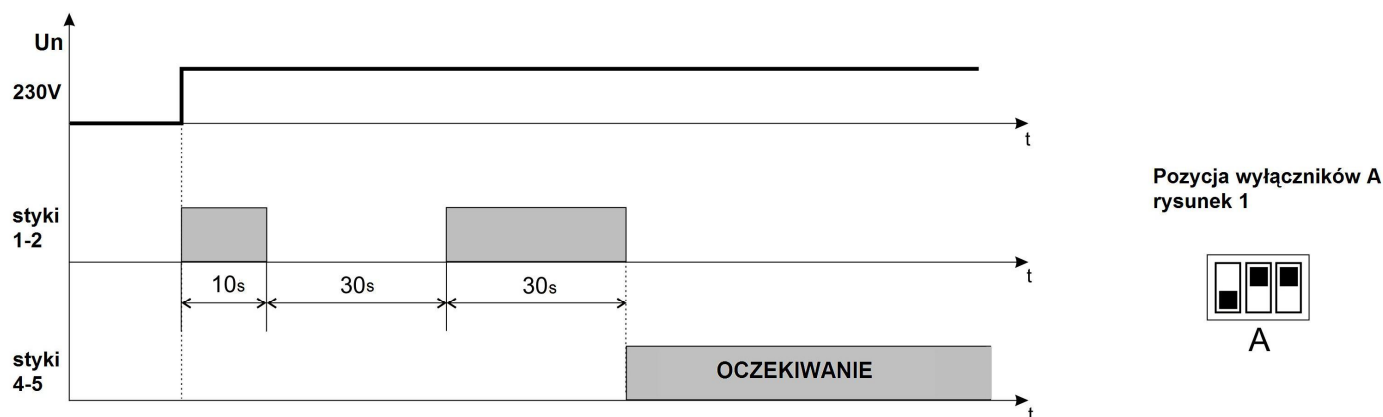 Un
230V
t
styki
1-2
10s
30s
30s
t
styki
4-5
OCZEKIWANIE
t
Pozycja wyłączników A
rysunek 1
A